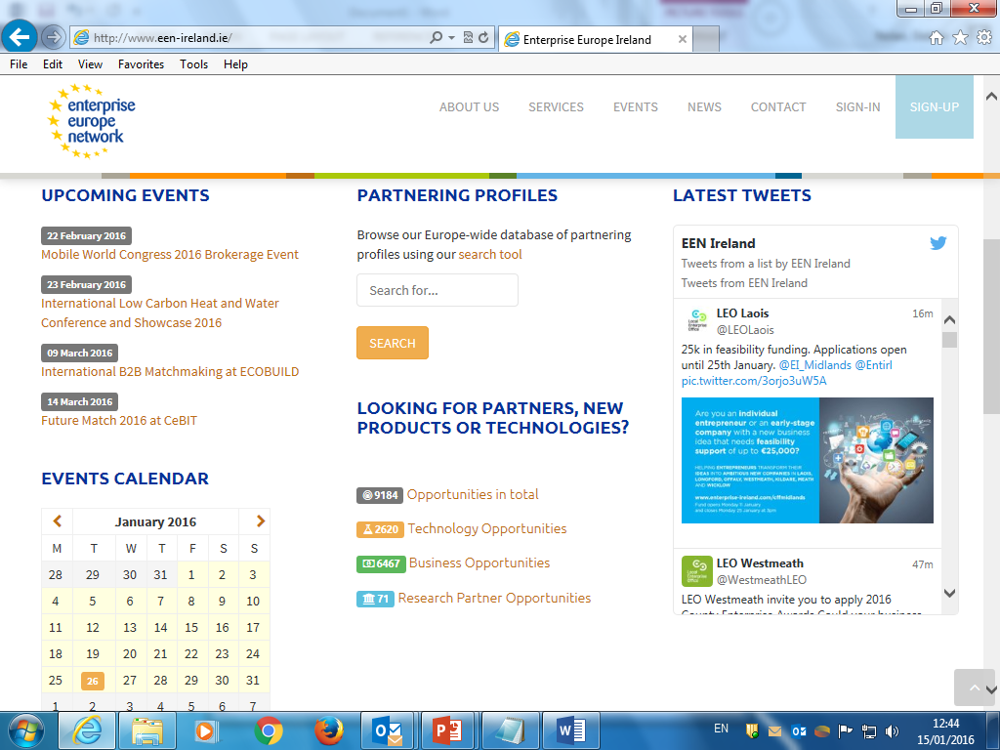 http://www.een-ireland.ie/
Enterprise Europe Ireland
File Edit View Favorites Tools Help
enterprise
europe
network
ABOUT US SERVICES EVENTS NEWS CONTACT SIGN-IN SIGN-UP
UPCOMING EVENTS
22 February 2016
Mobile World Congress 2016 Brokerage Event
23 February 2016
International Low Carbon Heat and Water
Conference and Showcase 2016
09 March 2016
International B2B Matchmaking at ECOBUILD
14 March 2016
Future Match 2016 at CeBIT
EVENTS CALENDAR
January 2016
M T W T F S S
28 29 30 31 1 2 3
4 5 6 7 8 9 10
11 12 13 14 15 16 17
18 19 20 21 22 23 24
25 26 27 28 29 30 31
1 2 3 4 5 6 7
PARTNERING PROFILES
Browse our Europe-wide database of partnering
profiles using our search tool
Search for...
SEARCH
LOOKING FOR PARTNERS, NEW
PRODUCTS OR TECHNOLOGIES?
9184 Opportunities in total
2620 Technology Opportunities
6467 Business Opportunities
71 Research Partner Opportunities
LATEST TWEETS
EEN Ireland
Tweets from a list by EEN Ireland
Tweets from EEN Ireland
LEO Laois 16m
@LEOLaois
25k in feasibility funding. Applications open
until 25th January. @EI_Midlands @Entirl
pic.twitter.com/3orjo3uW5A
Are you an individual
entrepreneur or an early-stage
company with a new business
idea that needs feasibility
support of up to €25,000?
HELPING ENTREPRENEURS TRANSFORM THEIR
IDEAS INTO AMBITIOUS NEW COMPANIES IN LAOIS,
LONGFORD, OFFALY, WESTMEATH, KILDARE, MEATH
AND WICKLOW
www.enterprise-ireland.com/cffmidlands
Fund opens Monday 11 January
and closes Monday 25 January at 3pm
LEO Westmeath 47m
@WestmeathLEO
LEO Westmeath invite you to apply 2016
County Enterprise Awards Could your business
EN
12:44
15/01/2016